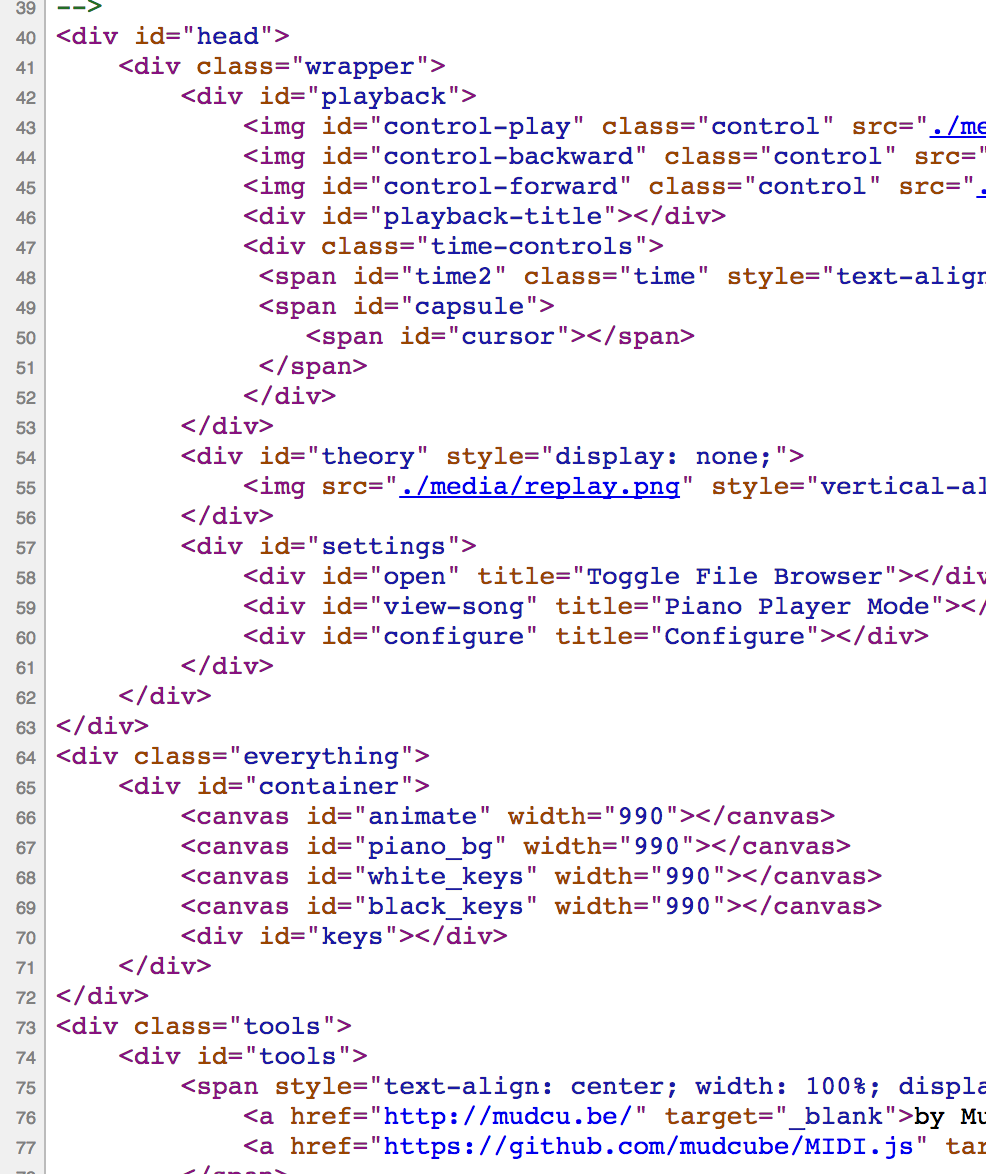 39 -->
40 <div id="head">
41 <div class="wrapper">
42 <div id="playback">
43 <img id="control-play" class="control" src="./me
44 <img id="control-backward" class="control" src="
45 <img id="control-forward" class="control" src=".
46 <div id="playback-title"></div>
47 <div class="time-controls">
48 <span id="time2" class="time" style="text-align
49 <span id="capsule">
50 <span id="cursor"></span>
51 </span>
52 </div>
53 </div>
54 <div id="theory" style="display: none;">
55 <img src="./media/replay.png" style="vertical-al
56 </div>
57 <div id="settings">
58 <div id="open" title="Toggle File Browser"></div
59 <div id="view-song" title="Piano Player Mode"></
60 <div id="configure" title="Configure"></div>
61 </div>
62 </div>
63 </div>
64 <div class="everything">
65 <div id="container">
66 <canvas id="animate" width="990"></canvas>
67 <canvas id="piano_bg" width="990"></canvas>
68 <canvas id="white_keys" width="990"></canvas>
69 <canvas id="black_keys" width="990"></canvas>
70 <div id="keys"></div>
71 </div>
72 </div>
73 <div class="tools">
74 <div id="tools">
75 <span style="text-align: center; width: 100%; displa
76 <a href="http://mudcu.be/" target="_blank">by Mu
77 <a href="https://github.com/mudcube/MIDI.js" tar